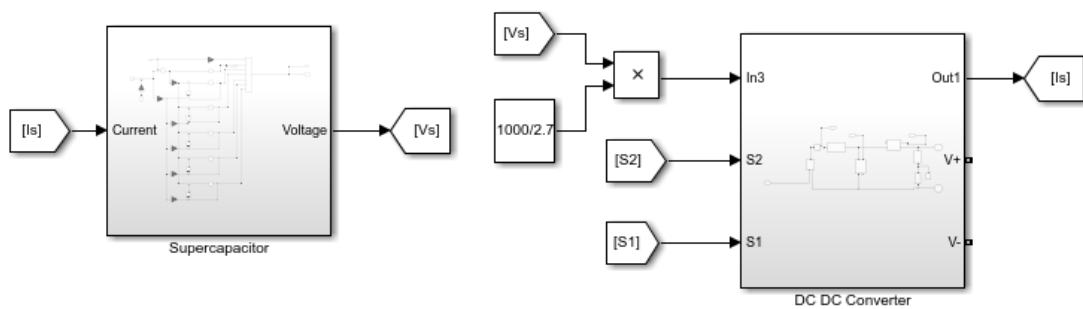 [Is]
Current
Voltage
[Vs]
Supercapacitor
[Vs]
×
1000/2.7
[S2]
[S1]
In3
S2
S1
Out1
V+
V-
[Is]
DC DC Converter